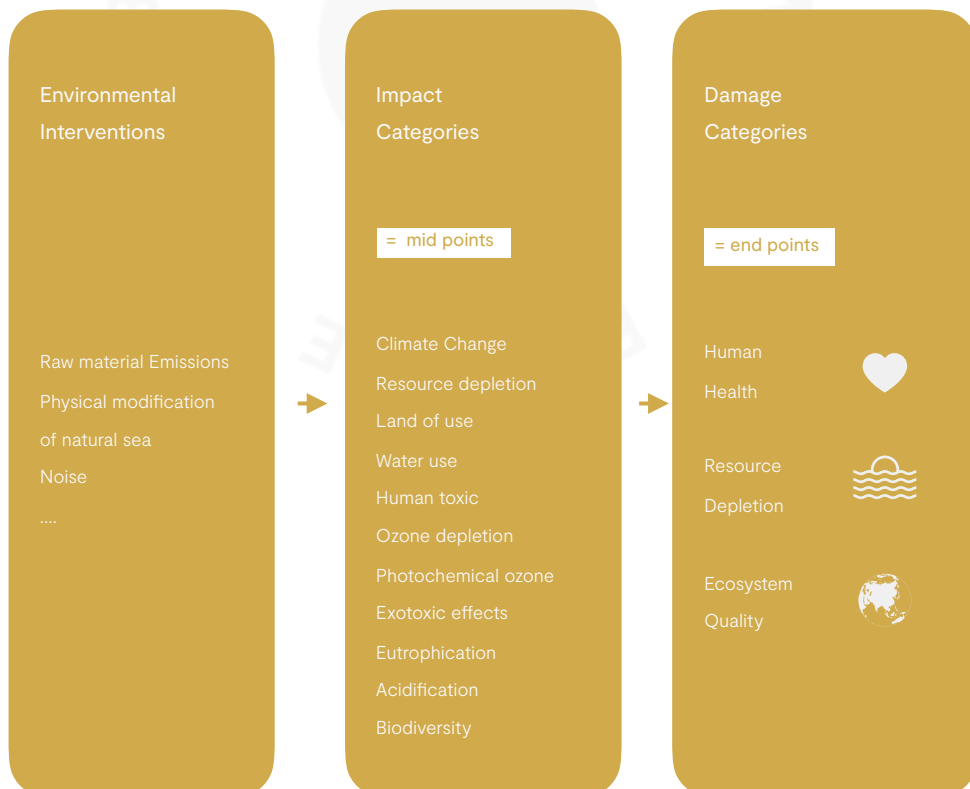 Environmental
Interventions
Raw material Emissions
Physical modification
of natural sea
Noise
....
Impact
Categories
= mid points
Climate Change
Resource depletion
Land of use
Water use
Human toxic
Ozone depletion
Photochemical ozone
Exotoxic effects
Eutrophication
Acidification
Biodiversity
Damage
Categories
= end points
Human
Health
Resource
Depletion
Ecosystem
Quality